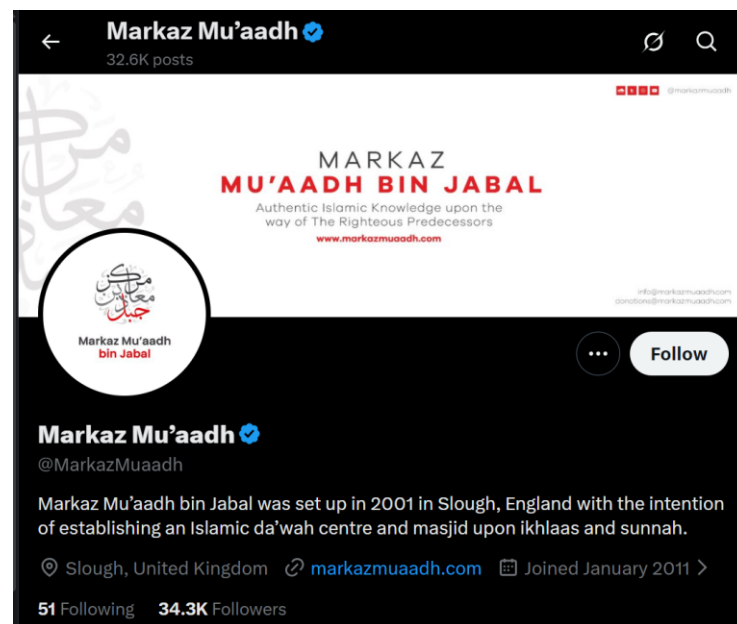 Markaz Mu’aadh
32.6K posts
@markazmuaadh
MARKAZ
MU’AADH BIN JABAL
Authentic Islamic Knowledge upon the
way of The Righteous Predecessors
www.markazmuaadh.com
info@markazmuaadh.com
donations@markazmuaadh.com
مركز
معاذ بن
جبل
Markaz Mu’aadh
bin Jabal
Follow
Markaz Mu’aadh
@MarkazMuaadh
Markaz Mu’aadh bin Jabal was set up in 2001 in Slough, England with the intention
of establishing an Islamic da’wah centre and masjid upon ikhlaas and sunnah.
Slough, United Kingdom markazmuaadh.com Joined January 2011
51 Following 34.3K Followers